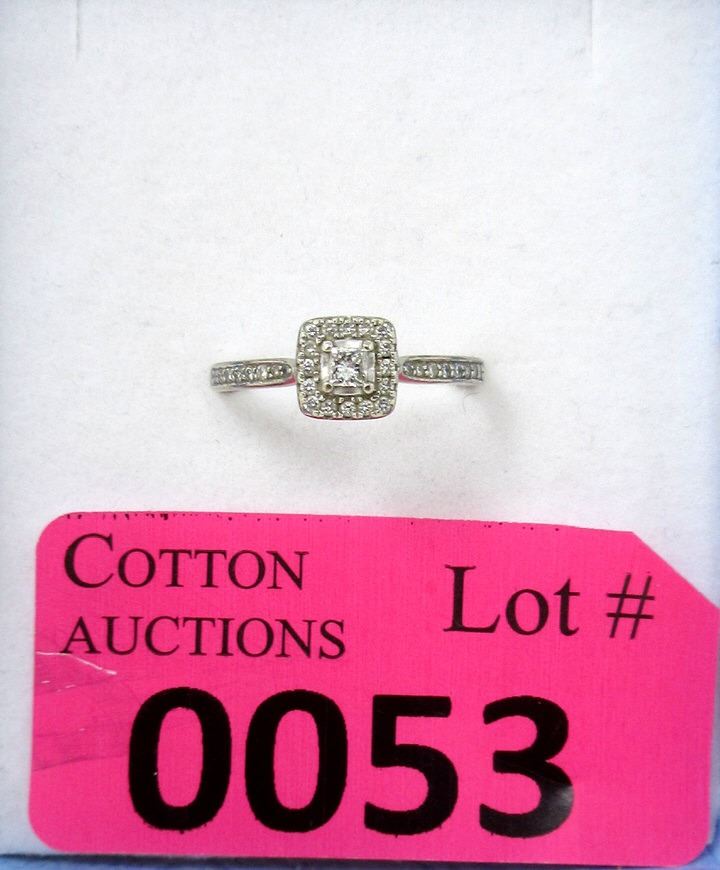 COTTON
AUCTIONS
Lot #
0053